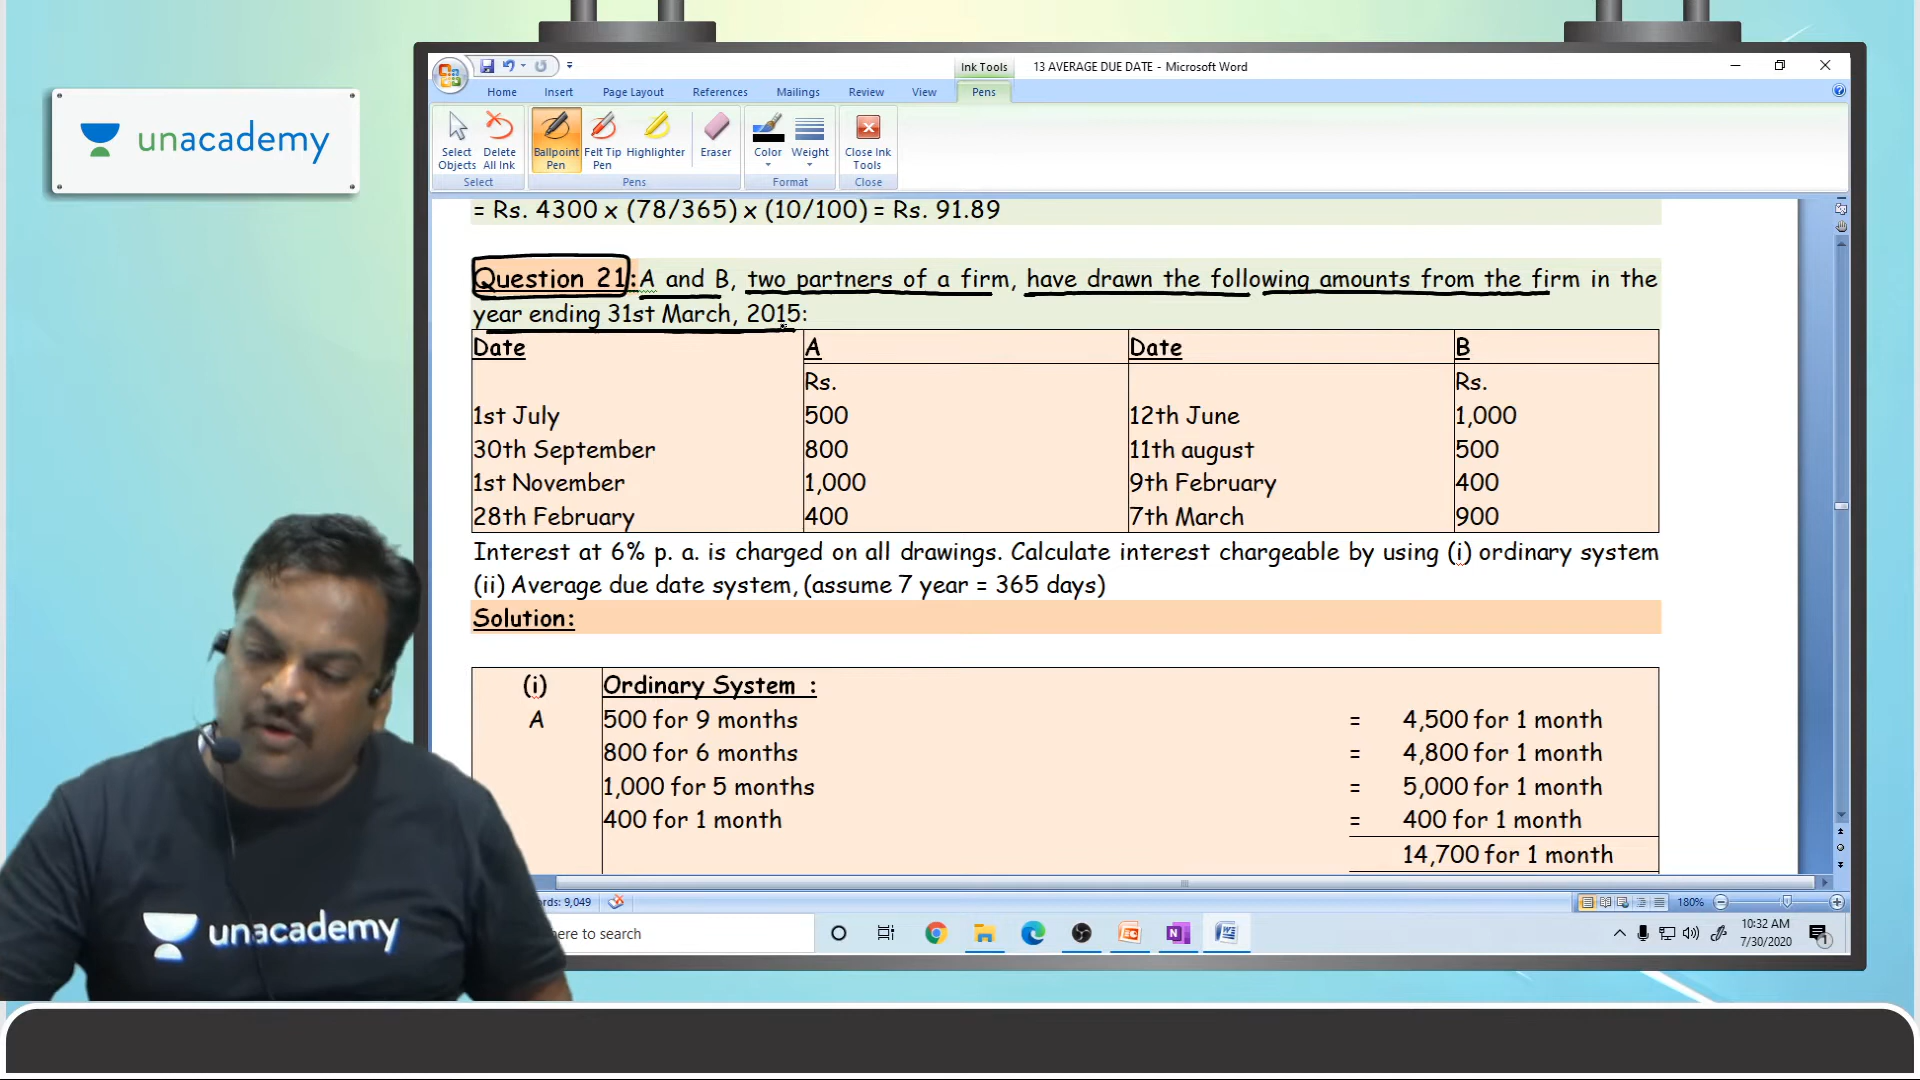 unacademy
Ink Tools
13 AVERAGE DUE DATE - Microsoft Word
Home Insert Page Layout References Mailings Review View Pens
Select Objects Delete All Ink Ballpoint Pen Felt Tip Pen Highlighter Eraser Color Weight Close Ink Tools
Select Pens Format Close
= Rs. 4300 x (78/365) x (10/100) = Rs. 91.89
Question 21: A and B, two partners of a firm, have drawn the following amounts from the firm in the
year ending 31st March, 2015:
Date A Date B
Rs. Rs.
1st July 500 12th June 1,000
30th September 800 11th august 500
1st November 1,000 9th February 400
28th February 400 7th March 900
Interest at 6% p. a. is charged on all drawings. Calculate interest chargeable by using (i) ordinary system
(ii) Average due date system, (assume 7 year = 365 days)
Solution:
(i) Ordinary System :
A 500 for 9 months = 4,500 for 1 month
800 for 6 months = 4,800 for 1 month
1,000 for 5 months = 5,000 for 1 month
400 for 1 month = 400 for 1 month
14,700 for 1 month
ords: 9,049 180%
here to search
10:32 AM
7/30/2020
1
unacademy